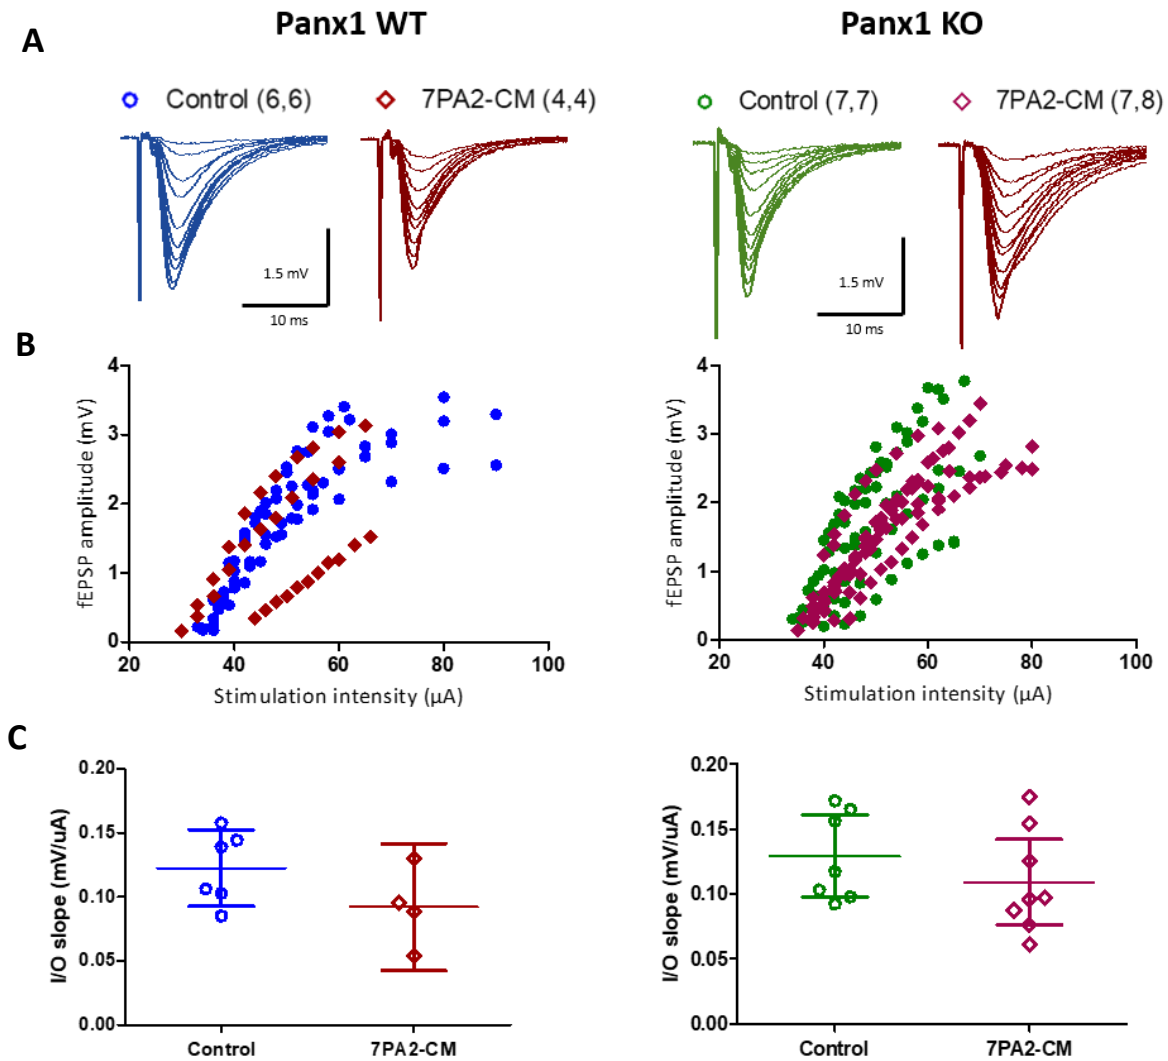 Panx1 WT
Panx1 KO
A
Control (6,6)
7PA2-CM (4,4)
Control (7,7)
7PA2-CM (7,8)
1.5 mV
10 ms
1.5 mV
10 ms
B
4
3
2
1
0
fEPSP amplitude (mV)
20
40
60
80
100
Stimulation intensity (µA)
4
3
2
1
0
fEPSP amplitude (mV)
20
40
60
80
100
Stimulation intensity (µA)
C
0.20
0.15
0.10
0.05
0.00
I/O slope (mV/uA)
Control
7PA2-CM
0.20
0.15
0.10
0.05
0.00
I/O slope (mV/uA)
Control
7PA2-CM